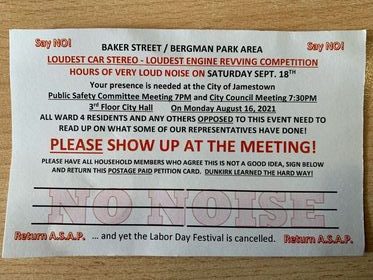 Say NO!
BAKER STREET / BERGMAN PARK AREA
Say NO!
LOUDEST CAR STEREO - LOUDEST ENGINE REVVING COMPETITION
HOURS OF VERY LOUD NOISE ON SATURDAY SEPT. 18TH
Your presence is needed at the City of Jamestown
Public Safety Committee Meeting 7PM and City Council Meeting 7:30PM
3rd Floor City Hall On Monday August 16, 2021
ALL WARD 4 RESIDENTS AND ANY OTHERS OPPOSED TO THIS EVENT NEED TO
READ UP ON WHAT SOME OF OUR REPRESENTATIVES HAVE DONE!
PLEASE SHOW UP AT THE MEETING!
PLEASE HAVE ALL HOUSEHOLD MEMBERS WHO AGREE THIS IS NOT A GOOD IDEA, SIGN BELOW
AND RETURN THIS POSTAGE PAID PETITION CARD. DUNKIRK LEARNED THE HARD WAY!
NO NOISE
Return A.S.A.P. ... and yet the Labor Day Festival is cancelled. Return A.S.A.P.